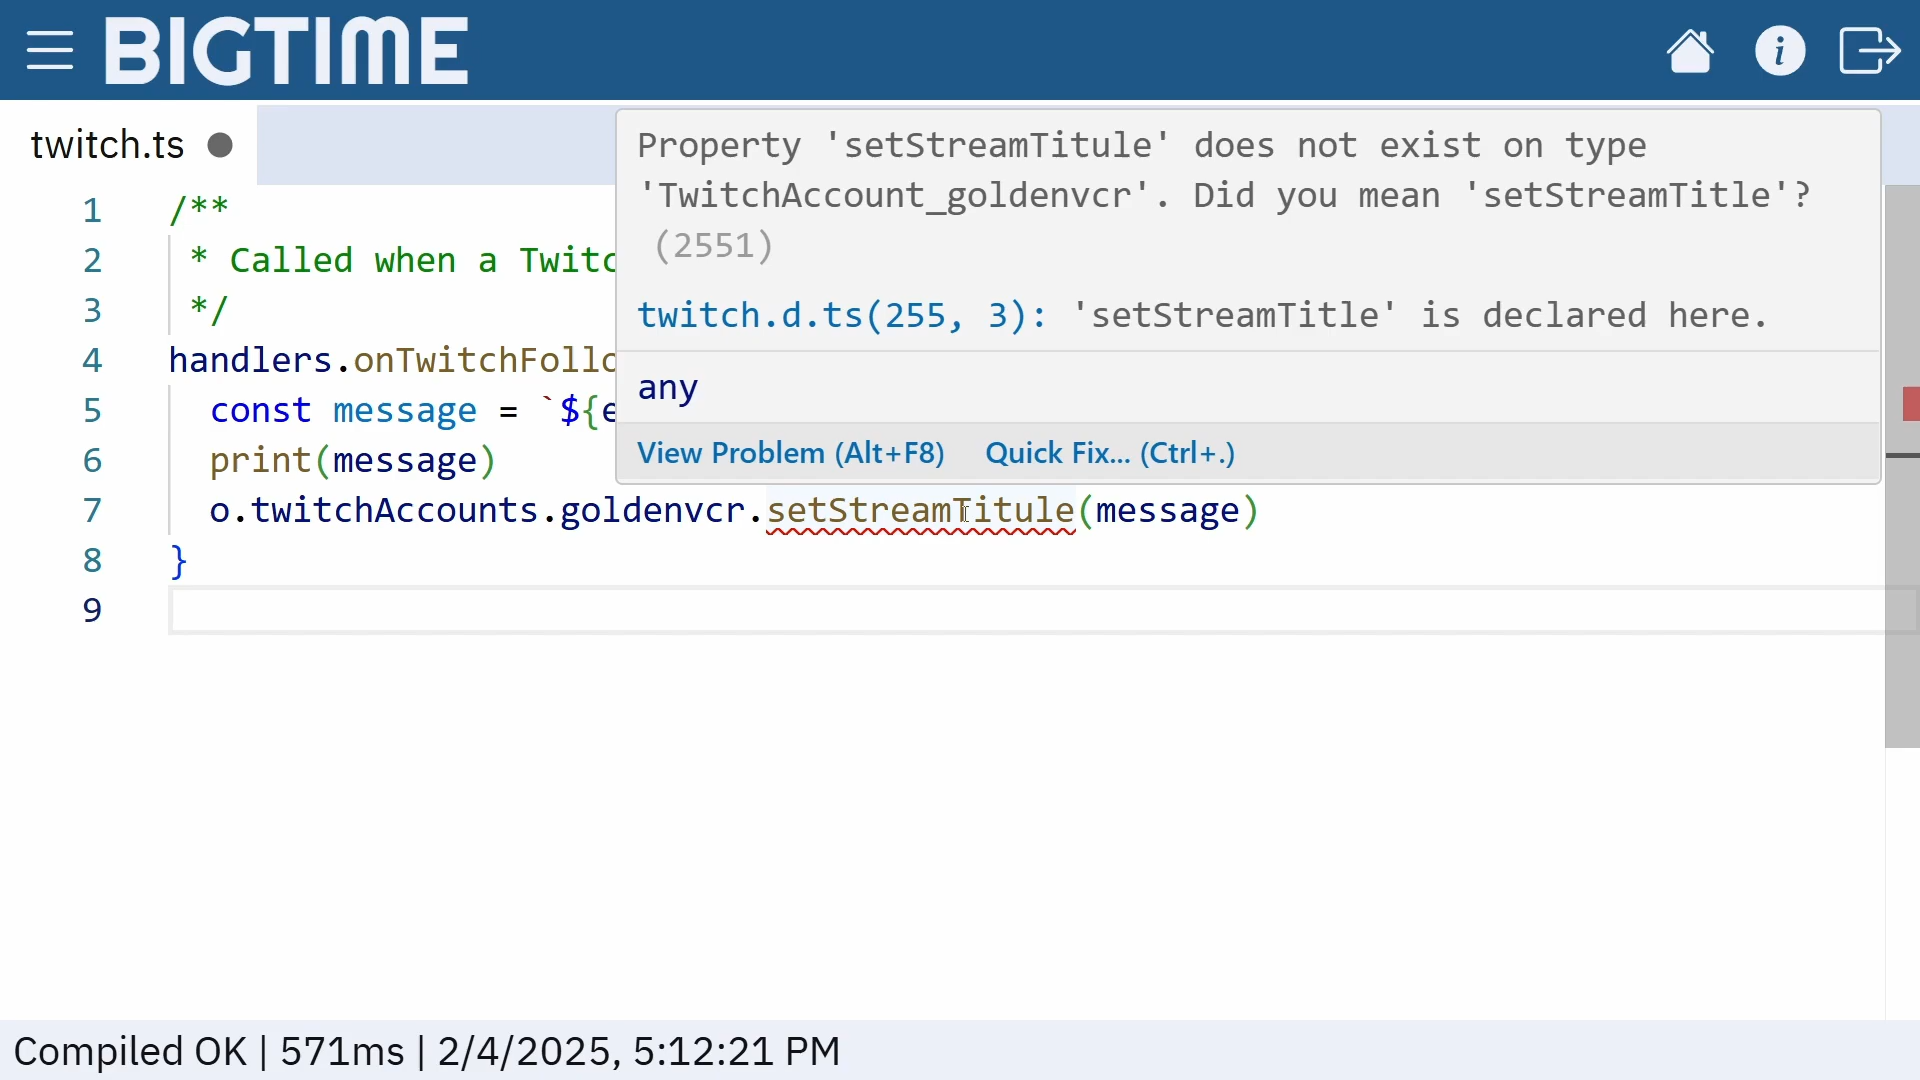 BIGTIME
twitch.ts
Property 'setStreamTitule' does not exist on type
'TwitchAccount_goldenvcr'. Did you mean 'setStreamTitle'?
(2551)
twitch.d.ts(255, 3): 'setStreamTitle' is declared here.
any
View Problem (Alt+F8) Quick Fix... (Ctrl+.)
1 /**
2 * Called when a Twitc
3 */
4 handlers.onTwitchFollo
5 const message = `${e
6 print(message)
7 o.twitchAccounts.goldenvcr.setStreamTitule(message)
8 }
9
Compiled OK | 571ms | 2/4/2025, 5:12:21 PM